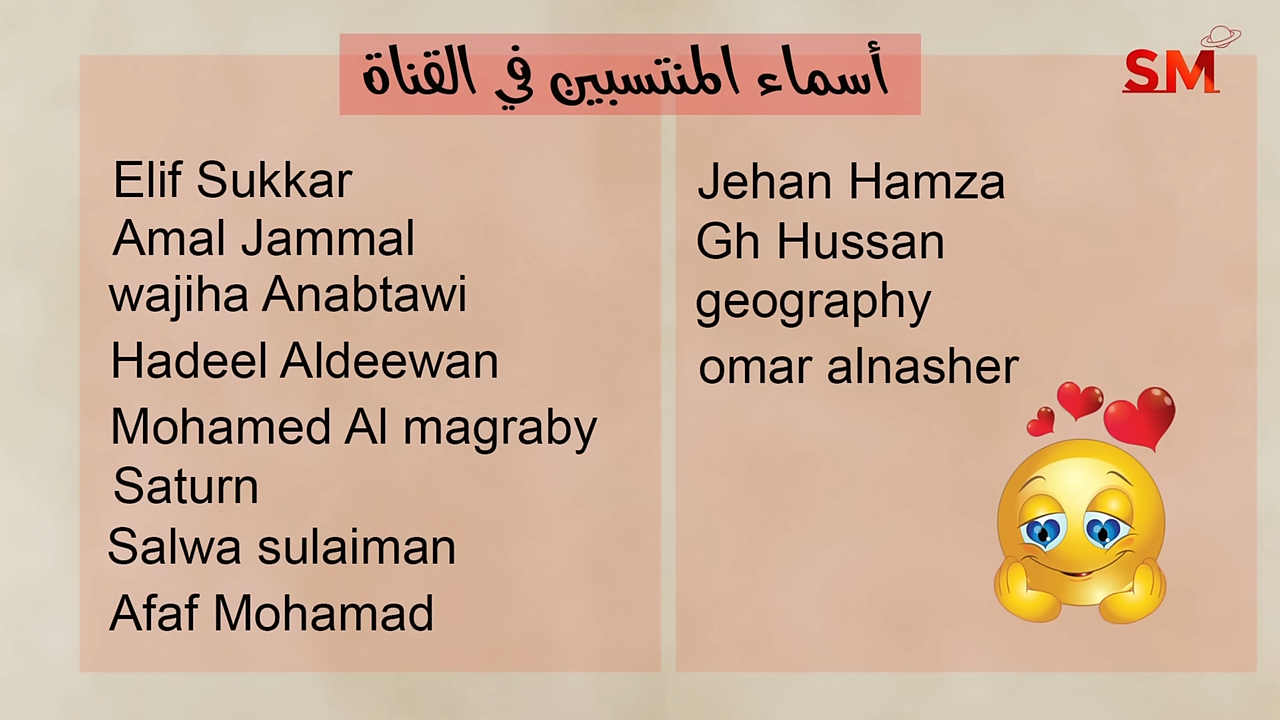 أسماء المنتسبين في القناة
SM
Elif Sukkar
Amal Jammal
wajiha Anabtawi
Hadeel Aldeewan
Mohamed Al magraby
Saturn
Salwa sulaiman
Afaf Mohamad
Jehan Hamza
Gh Hussan
geography
omar alnasher